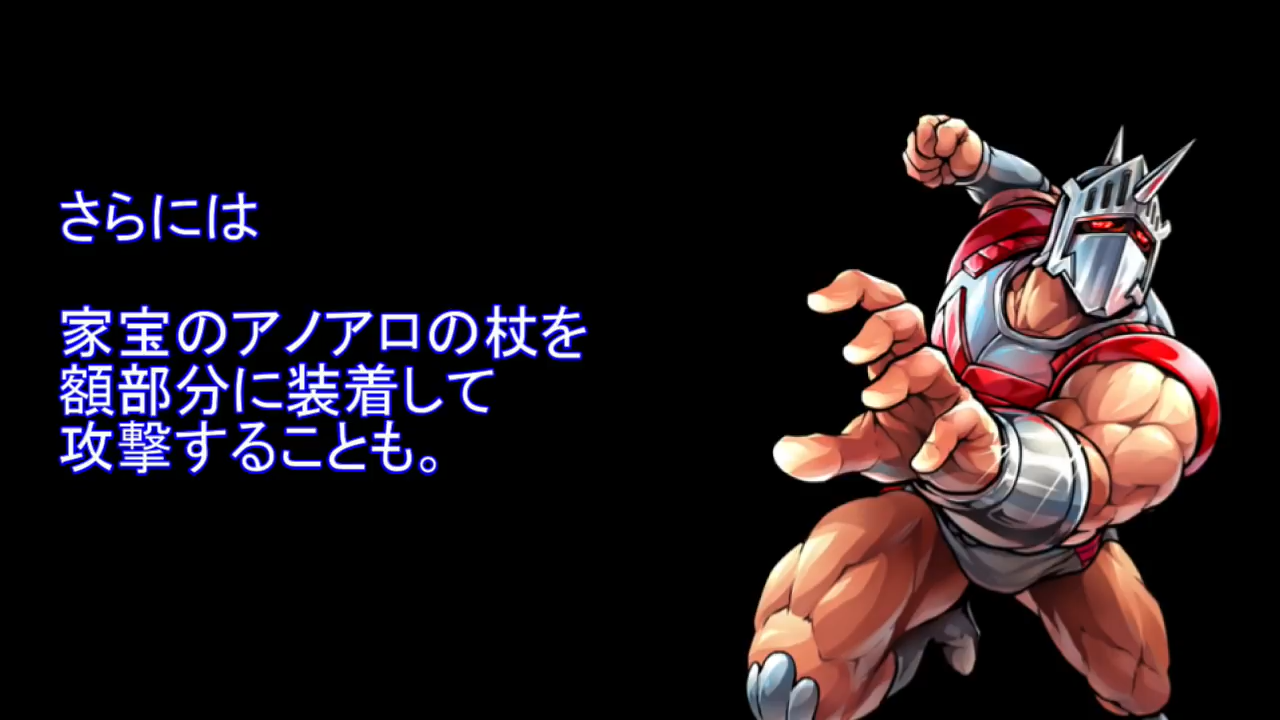 さらには
家宝のアノアロの杖を
額部分に装着して
攻撃することも。